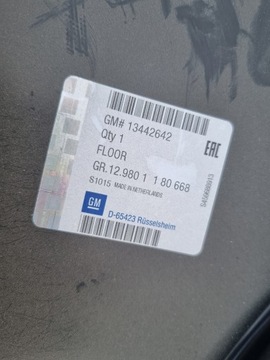 GM# 13442642
Qty 1
FLOOR
GR.12.980 1 1 80 668
S1015 MADE IN NETHERLANDS
GM
D-65423 Rüsselsheim
EAC